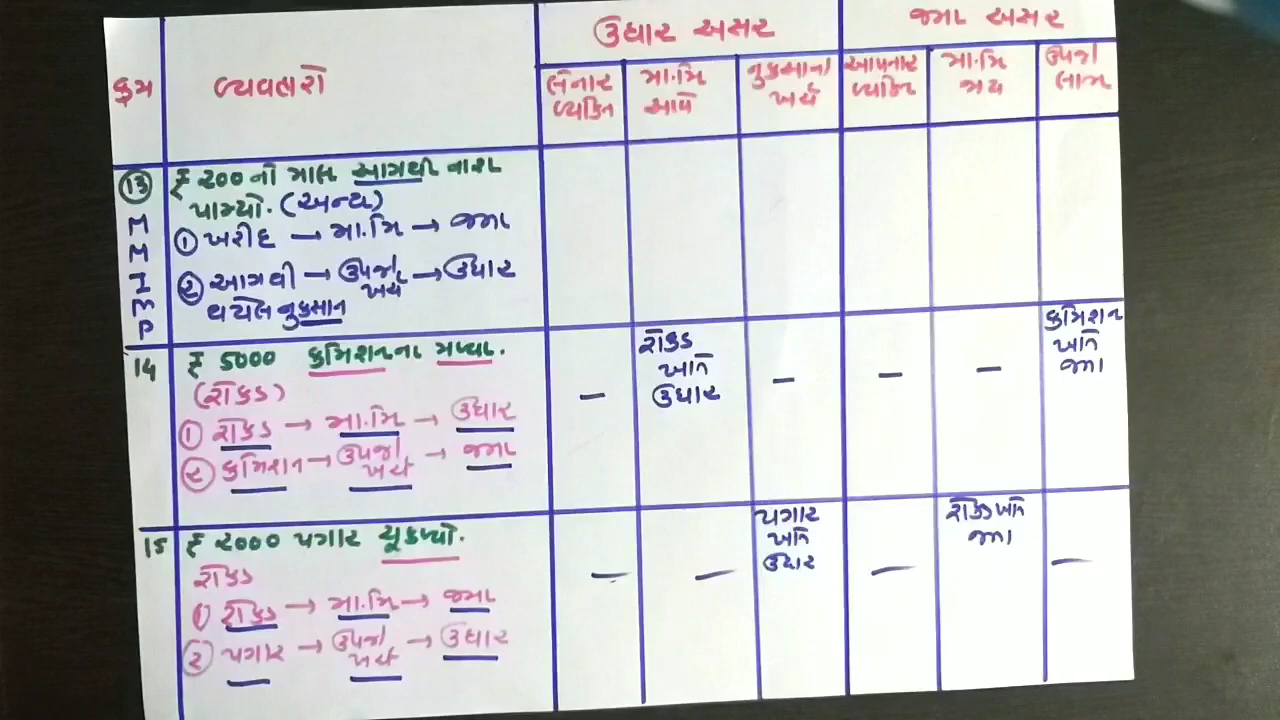 ઉધાર અસર
જમા અસર
ક્રમ
વ્યવહારો
લેનાર
વ્યક્તિ
મા.મિ
આવે
નુકસાન
ખર્ચ
આપનાર
વ્યક્તિ
મા.મિ
જાય
ઉપજ
લાભ
13
₹ ૨૦૦ નો માલ આગથી નાશ
પામ્યો. (અન્ય)
① ખરીદ → મા.મિ → જમા
② આગથી → ઉપજ ખર્ચ → ઉધાર
થયેલ નુકસાન
M
M
I
M
P
14
₹ 5000 કમિશનના મળ્યા.
(રોકડ)
① રોકડ → મા.મિ → ઉધાર
② કમિશન → ઉપજ ખર્ચ → જમા
—
રોકડ
ખાતે
ઉધાર
—
—
—
કમિશન
ખાતે
જમા
15
₹ ૨000 પગાર ચૂકવ્યો.
રોકડ
① રોકડ → મા.મિ → જમા
② પગાર → ઉપજ ખર્ચ → ઉધાર
—
—
પગાર
ખાતે
ઉધાર
—
રોકડ ખાતે
જમા
—